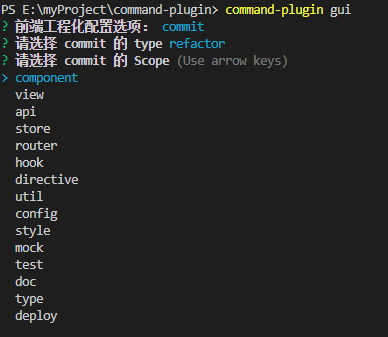 PS E:\myProject\command-plugin> command-plugin gui
? 前端工程化配置选项： commit
? 请选择 commit 的 type refactor
? 请选择 commit 的 Scope (Use arrow keys)
> component
view
api
store
router
hook
directive
util
config
style
mock
test
doc
type
deploy